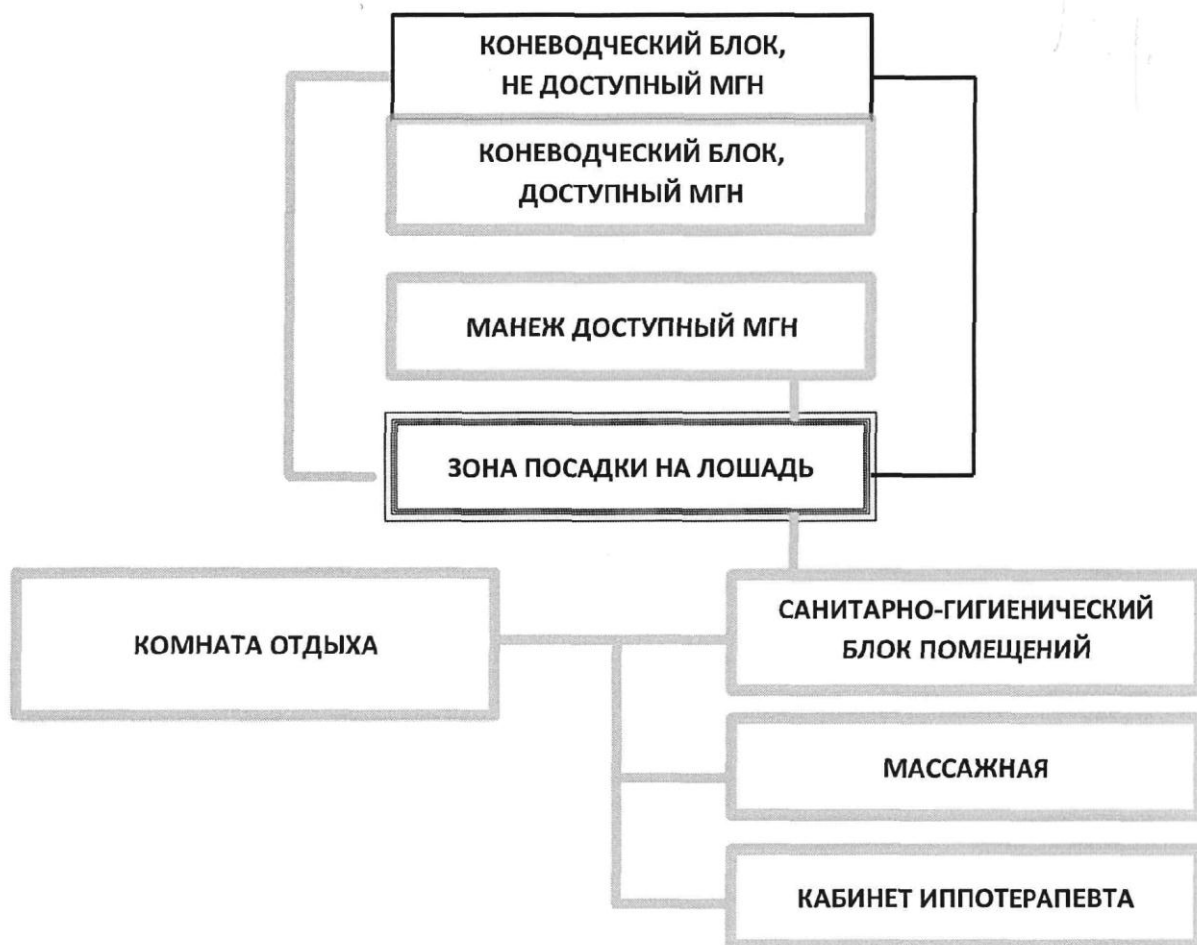 КОНЕВОДЧЕСКИЙ БЛОК,
НЕ ДОСТУПНЫЙ МГН
КОНЕВОДЧЕСКИЙ БЛОК,
ДОСТУПНЫЙ МГН
МАНЕЖ ДОСТУПНЫЙ МГН
ЗОНА ПОСАДКИ НА ЛОШАДЬ
КОМНАТА ОТДЫХА
САНИТАРНО-ГИГИЕНИЧЕСКИЙ
БЛОК ПОМЕЩЕНИЙ
МАССАЖНАЯ
КАБИНЕТ ИППОТЕРАПЕВТА